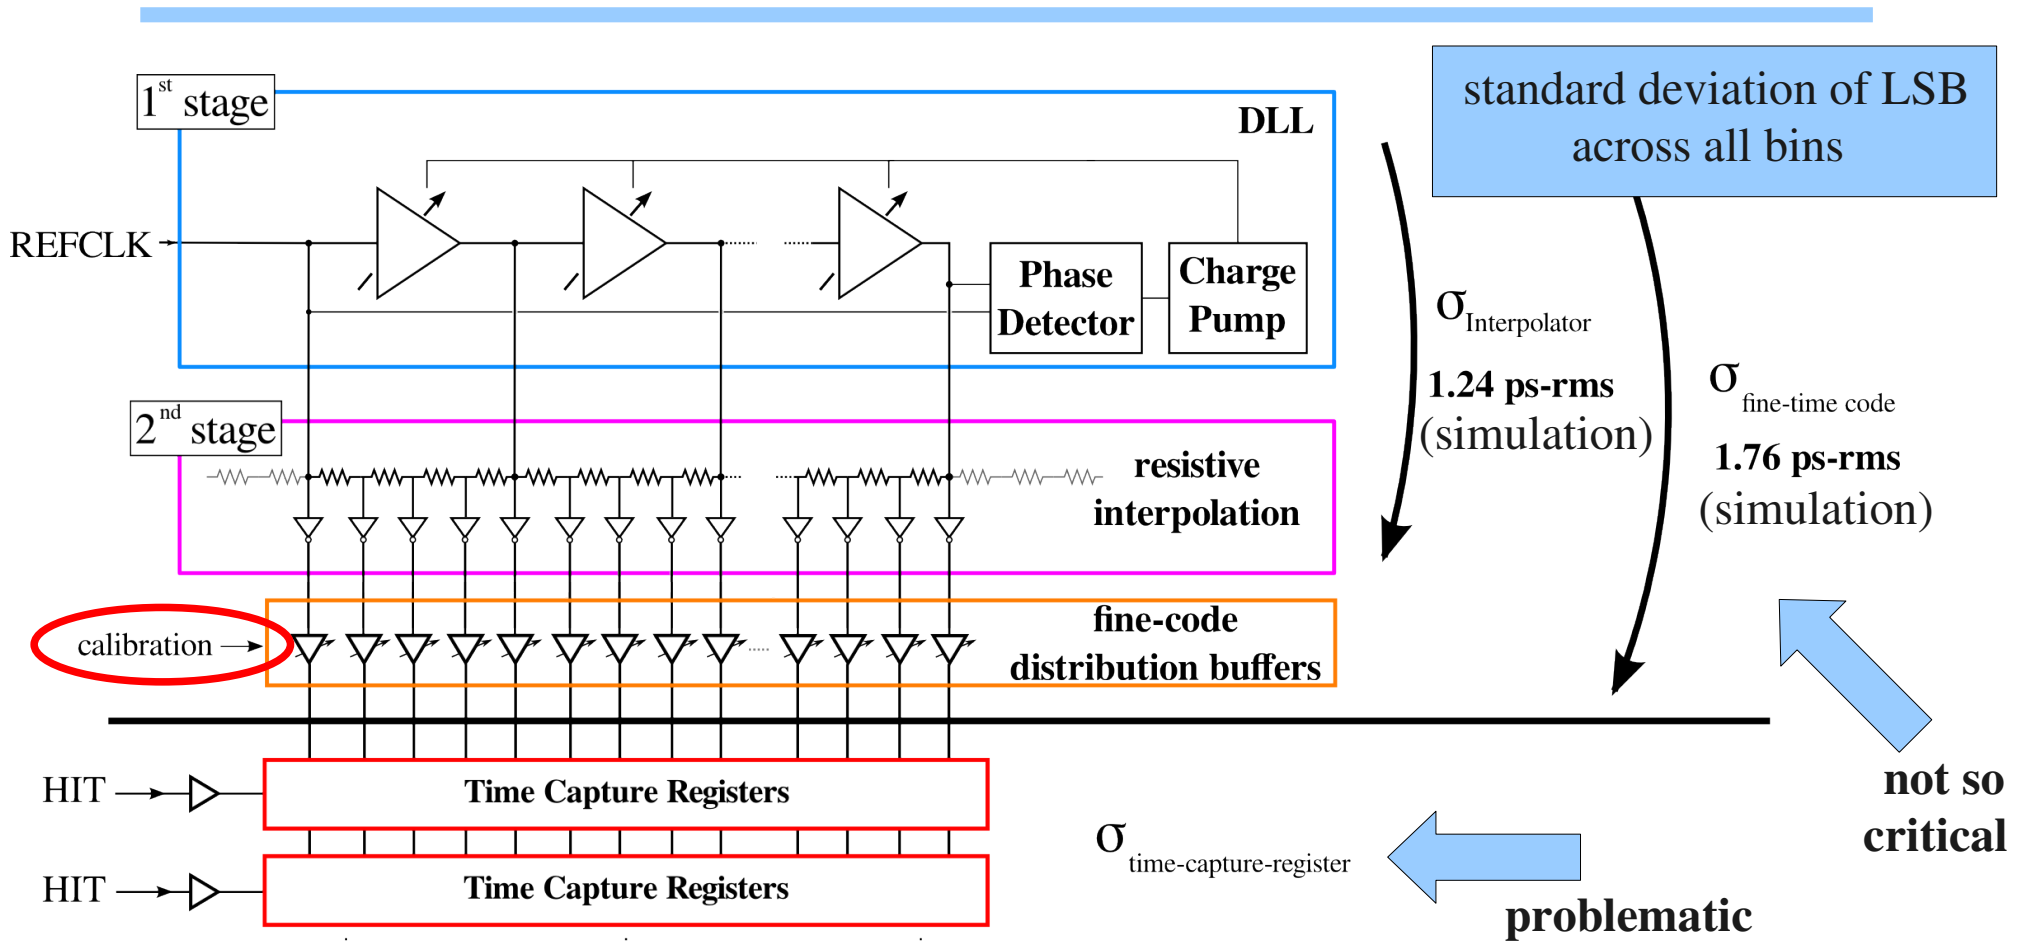 1st stage
DLL
standard deviation of LSB
across all bins
REFCLK
Phase
Detector
Charge
Pump
σInterpolator
1.24 ps-rms
(simulation)
σfine-time code
1.76 ps-rms
(simulation)
2nd stage
resistive
interpolation
calibration
fine-code
distribution buffers
not so
critical
HIT
Time Capture Registers
σtime-capture-register
HIT
Time Capture Registers
problematic